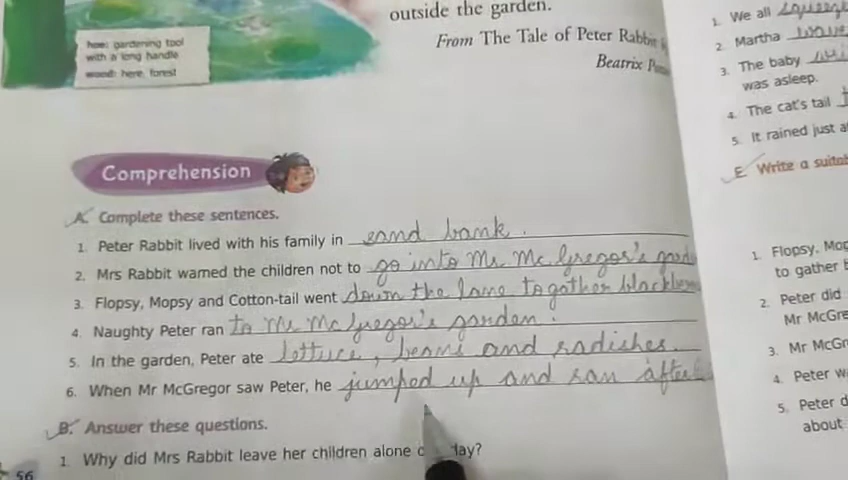 outside the garden.
From The Tale of Peter Rabbit
Beatrix
hoe: gardening tool
with a long handle
wood: here, forest
Comprehension
A. Complete these sentences.
1. Peter Rabbit lived with his family in sand bank.
2. Mrs Rabbit warned the children not to go into Mr Mc Gregor's
3. Flopsy, Mopsy and Cotton-tail went down the lane to gather
4. Naughty Peter ran to Mr McGregor's garden.
5. In the garden, Peter ate lettuce, beans and radishes.
6. When Mr McGregor saw Peter, he jumped up and ran after
B. Answer these questions.
1. Why did Mrs Rabbit leave her children alone
56
1. We all
2. Martha
3. The baby
was asleep.
4. The cat's tail
5. It rained just
E. Write a
1. Flopsy,
to gather
2. Peter did
Mr
3. Mr
4. Peter
5. Peter
about